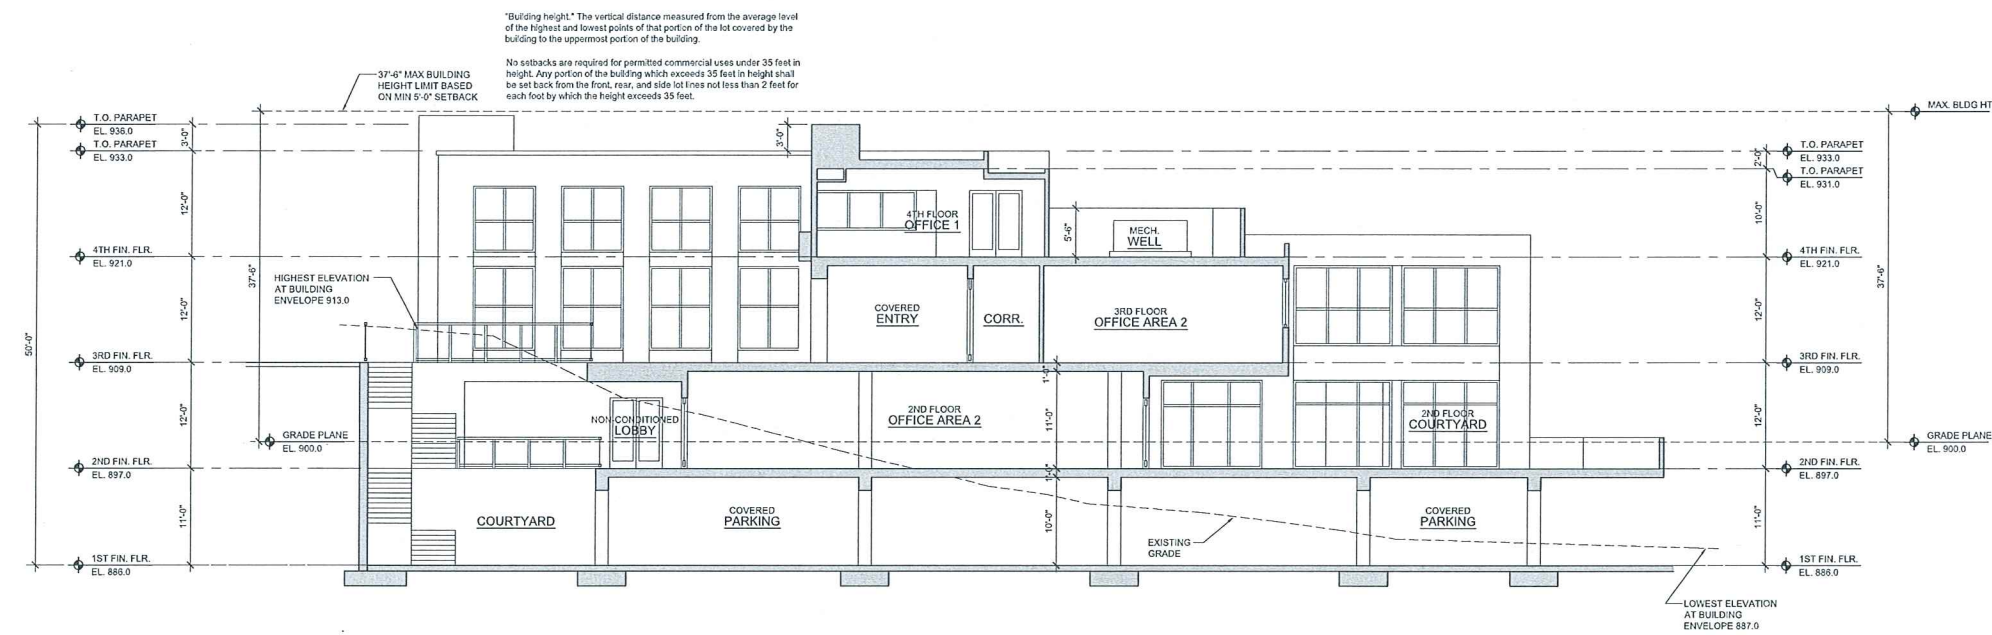 "Building height." The vertical distance measured from the average level
of the highest and lowest points of that portion of the lot covered by the
building to the uppermost portion of the building.
No setbacks are required for permitted commercial uses under 35 feet in
height. Any portion of the building which exceeds 35 feet in height shall
be set back from the front, rear, and side lot lines not less than 2 feet for
each foot by which the height exceeds 35 feet.
37'-6" MAX BUILDING
HEIGHT LIMIT BASED
ON MIN 5'-0" SETBACK
T.O. PARAPET
EL. 936.0
T.O. PARAPET
EL. 933.0
4TH FIN. FLR.
EL. 921.0
3RD FIN. FLR.
EL. 909.0
2ND FIN. FLR.
EL. 897.0
1ST FIN. FLR.
EL. 886.0
50'-0"
3'-0"
12'-0"
12'-0"
12'-0"
11'-0"
37'-6"
HIGHEST ELEVATION
AT BUILDING
ENVELOPE 913.0
GRADE PLANE
EL. 900.0
3'-0"
4TH FLOOR
OFFICE 1
5'-6"
MECH.
WELL
COVERED
ENTRY
CORR.
3RD FLOOR
OFFICE AREA 2
NON-CONDITIONED
LOBBY
2ND FLOOR
OFFICE AREA 2
1'-0"
11'-0"
1'-0"
10'-0"
2ND FLOOR
COURTYARD
COURTYARD
COVERED
PARKING
EXISTING
GRADE
COVERED
PARKING
MAX. BLDG HT
T.O. PARAPET
EL. 933.0
T.O. PARAPET
EL. 931.0
4TH FIN. FLR.
EL. 921.0
3RD FIN. FLR.
EL. 909.0
GRADE PLANE
EL. 900.0
2ND FIN. FLR.
EL. 897.0
1ST FIN. FLR.
EL. 886.0
2'-0"
10'-0"
12'-0"
12'-0"
11'-0"
37'-6"
LOWEST ELEVATION
AT BUILDING
ENVELOPE 887.0